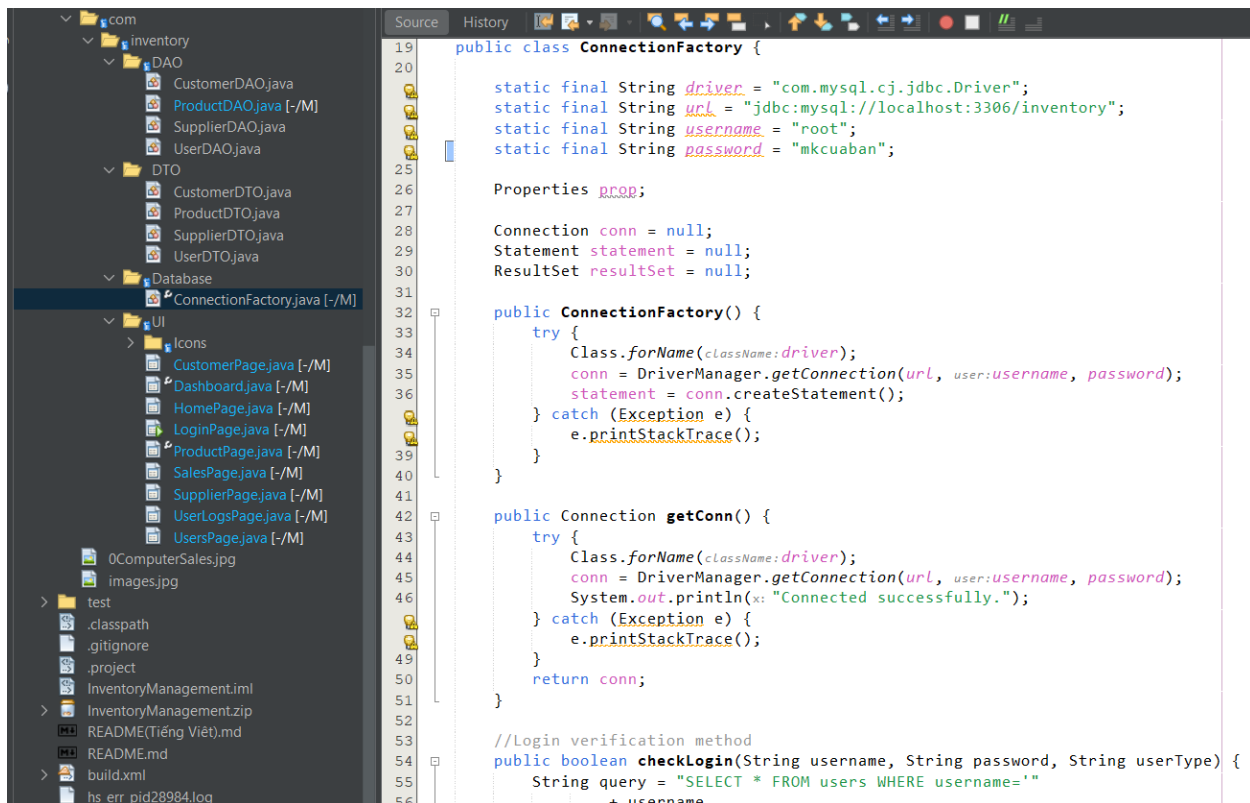 com
inventory
DAO
CustomerDAO.java
ProductDAO.java [-/M]
SupplierDAO.java
UserDAO.java
DTO
CustomerDTO.java
ProductDTO.java
SupplierDTO.java
UserDTO.java
Database
ConnectionFactory.java [-/M]
UI
Icons
CustomerPage.java [-/M]
Dashboard.java [-/M]
HomePage.java [-/M]
LoginPage.java [-/M]
ProductPage.java [-/M]
SalesPage.java [-/M]
SupplierPage.java [-/M]
UserLogsPage.java [-/M]
UsersPage.java [-/M]
0ComputerSales.jpg
images.jpg
test
.classpath
.gitignore
.project
InventoryManagement.iml
InventoryManagement.zip
README(Tiếng Việt).md
README.md
build.xml
hs_err_pid28984.log
Source History
19 public class ConnectionFactory {
20
static final String driver = "com.mysql.cj.jdbc.Driver";
static final String url = "jdbc:mysql://localhost:3306/inventory";
static final String username = "root";
static final String password = "mkcuaban";
25
26 Properties prop;
27
28 Connection conn = null;
29 Statement statement = null;
30 ResultSet resultSet = null;
31
32 public ConnectionFactory() {
33 try {
34 Class.forName(className:driver);
35 conn = DriverManager.getConnection(url, user:username, password);
36 statement = conn.createStatement();
} catch (Exception e) {
e.printStackTrace();
39 }
40 }
41
42 public Connection getConn() {
43 try {
44 Class.forName(className:driver);
45 conn = DriverManager.getConnection(url, user:username, password);
46 System.out.println(x: "Connected successfully.");
} catch (Exception e) {
e.printStackTrace();
49 }
50 return conn;
51 }
52
53 //Login verification method
54 public boolean checkLogin(String username, String password, String userType) {
55 String query = "SELECT * FROM users WHERE username='"
56 + username